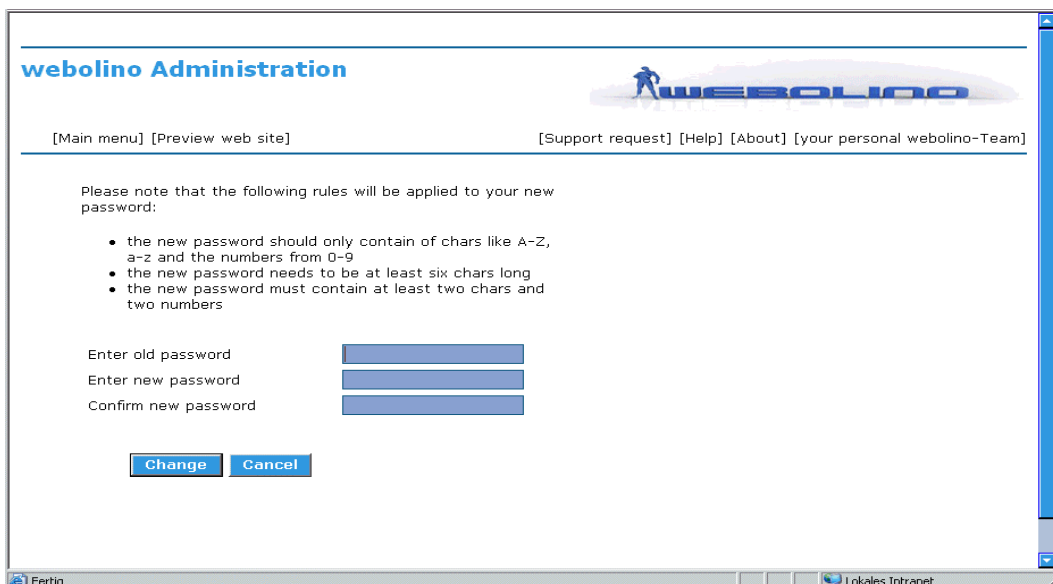 webolino Administration
WEBOLINO
[Main menu] [Preview web site]
[Support request] [Help] [About] [your personal webolino-Team]
Please note that the following rules will be applied to your new
password:
• the new password should only contain of chars like A-Z,
a-z and the numbers from 0-9
• the new password needs to be at least six chars long
• the new password must contain at least two chars and
two numbers
Enter old password
Enter new password
Confirm new password
Change Cancel
Fertig
Lokales Intranet